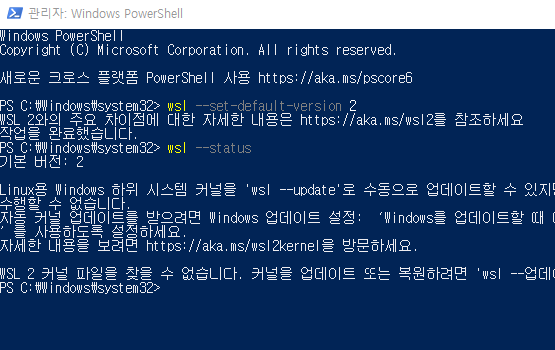 관리자: Windows PowerShell
Windows PowerShell
Copyright (C) Microsoft Corporation. All rights reserved.
새로운 크로스 플랫폼 PowerShell 사용 https://aka.ms/pscore6
PS C:₩Windows₩system32> wsl --set-default-version 2
WSL 2와의 주요 차이점에 대한 자세한 내용은 https://aka.ms/wsl2를 참조하세요
작업을 완료했습니다.
PS C:₩Windows₩system32> wsl --status
기본 버전: 2
Linux용 Windows 하위 시스템 커널을 'wsl --update'로 수동으로 업데이트할 수 있지만
수행할 수 없습니다.
자동 커널 업데이트를 받으려면 Windows 업데이트 설정: ‘Windows를 업데이트할 때
’ 를 사용하도록 설정하세요.
자세한 내용을 보려면 https://aka.ms/wsl2kernel을 방문하세요.
WSL 2 커널 파일을 찾을 수 없습니다. 커널을 업데이트 또는 복원하려면 'wsl --업데
PS C:₩Windows₩system32>